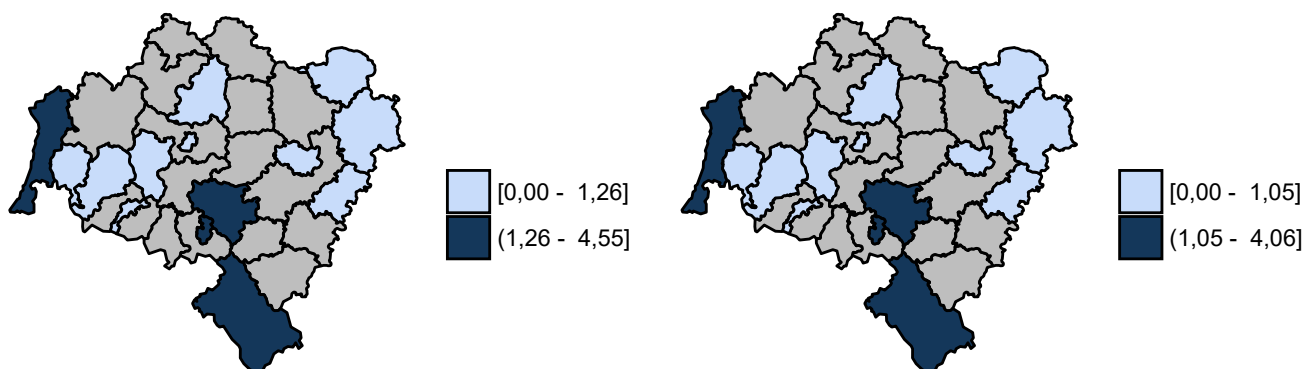 [0,00 - 1,26]
(1,26 - 4,55]
[0,00 - 1,05]
(1,05 - 4,06]